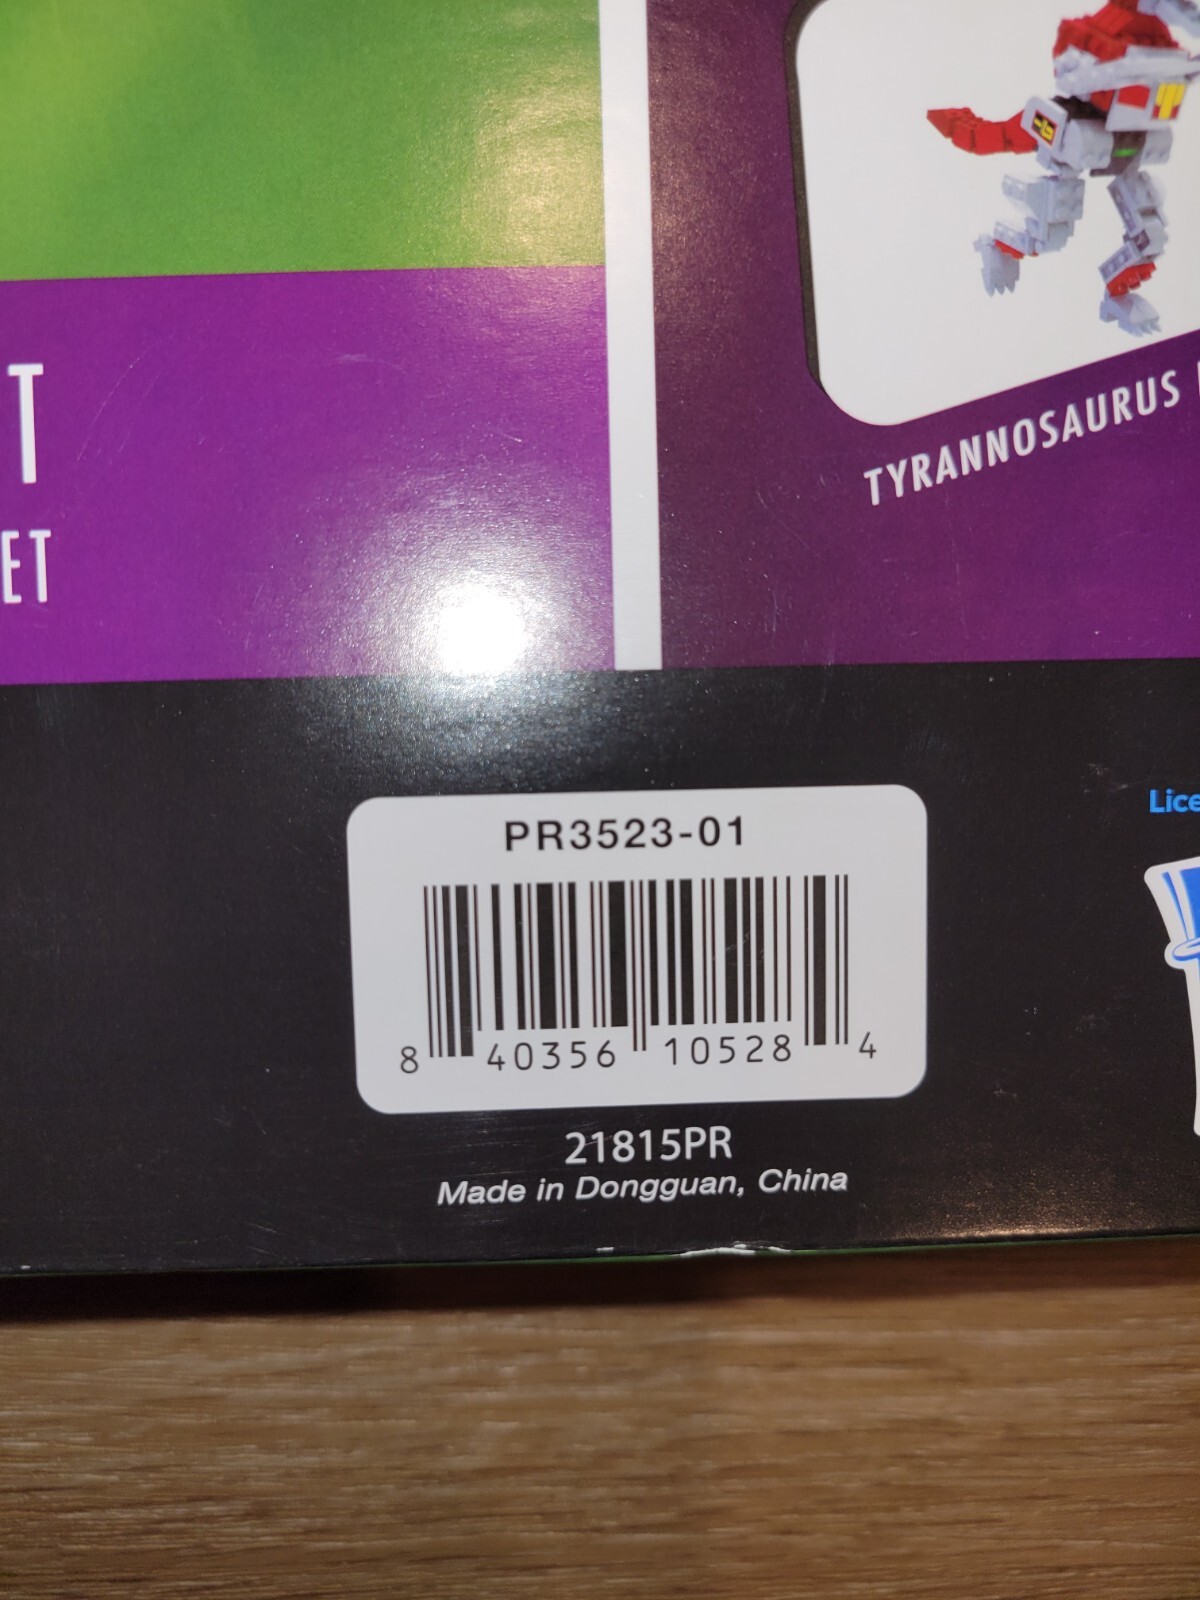 T
ET
TYRANNOSAURUS
Lice
PR3523-01
8 40356 10528 4
21815PR
Made in Dongguan, China